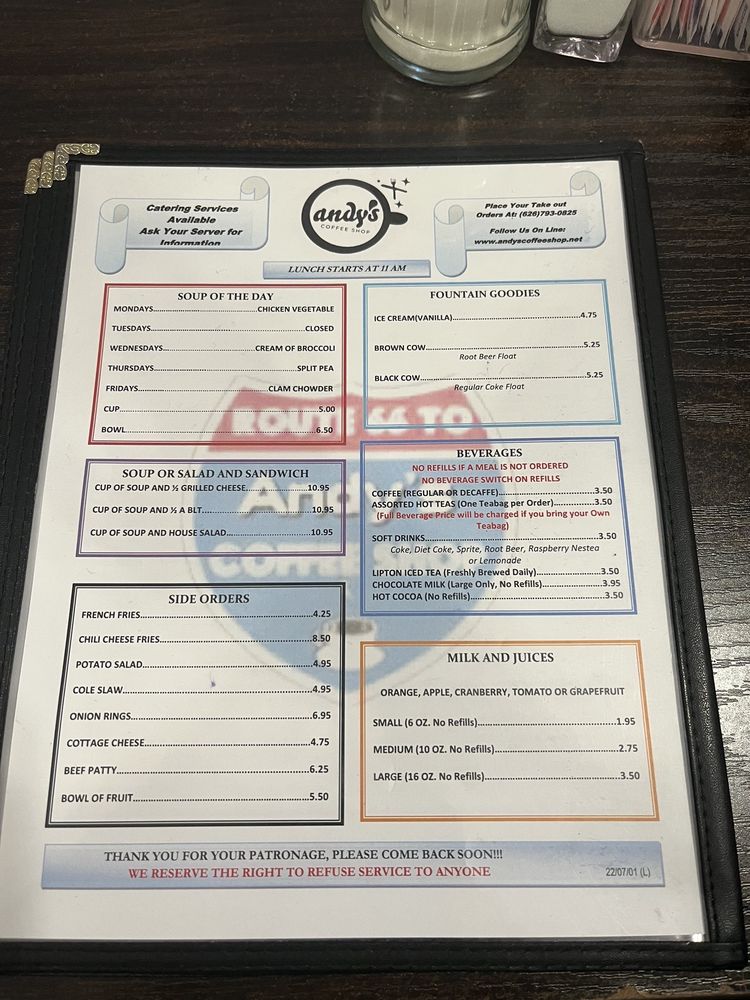 Catering Services
Available
Ask Your Server for
Information
andy's
COFFEE SHOP
Place Your Take out
Orders At: (626)793-0825
Follow Us On Line:
www.andyscoffeeshop.net
LUNCH STARTS AT 11 AM
SOUP OF THE DAY
MONDAYS....................CHICKEN VEGETABLE
TUESDAYS....................CLOSED
WEDNESDAYS....................CREAM OF BROCCOLI
THURSDAYS....................SPLIT PEA
FRIDAYS....................CLAM CHOWDER
CUP....................5.00
BOWL....................6.50
SOUP OR SALAD AND SANDWICH
CUP OF SOUP AND ½ GRILLED CHEESE....................10.95
CUP OF SOUP AND ½ A BLT....................10.95
CUP OF SOUP AND HOUSE SALAD....................10.95
SIDE ORDERS
FRENCH FRIES....................4.25
CHILI CHEESE FRIES....................8.50
POTATO SALAD....................4.95
COLE SLAW....................4.95
ONION RINGS....................6.95
COTTAGE CHEESE....................4.75
BEEF PATTY....................6.25
BOWL OF FRUIT....................5.50
FOUNTAIN GOODIES
ICE CREAM(VANILLA)....................4.75
BROWN COW....................5.25
Root Beer Float
BLACK COW....................5.25
Regular Coke Float
BEVERAGES
NO REFILLS IF A MEAL IS NOT ORDERED
NO BEVERAGE SWITCH ON REFILLS
COFFEE (REGULAR OR DECAFFE)....................3.50
ASSORTED HOT TEAS (One Teabag per Order)....................3.50
(Full Beverage Price will be charged if you bring your Own
Teabag)
SOFT DRINKS....................3.50
Coke, Diet Coke, Sprite, Root Beer, Raspberry Nestea
or Lemonade
LIPTON ICED TEA (Freshly Brewed Daily)....................3.50
CHOCOLATE MILK (Large Only, No Refills)....................3.95
HOT COCOA (No Refills)....................3.50
MILK AND JUICES
ORANGE, APPLE, CRANBERRY, TOMATO OR GRAPEFRUIT
SMALL (6 OZ. No Refills)....................1.95
MEDIUM (10 OZ. No Refills)....................2.75
LARGE (16 OZ. No Refills)....................3.50
ROUTE 66 TO
Andy's
COFFEE SHOP
THANK YOU FOR YOUR PATRONAGE, PLEASE COME BACK SOON!!!
WE RESERVE THE RIGHT TO REFUSE SERVICE TO ANYONE
22/07/01 (L)